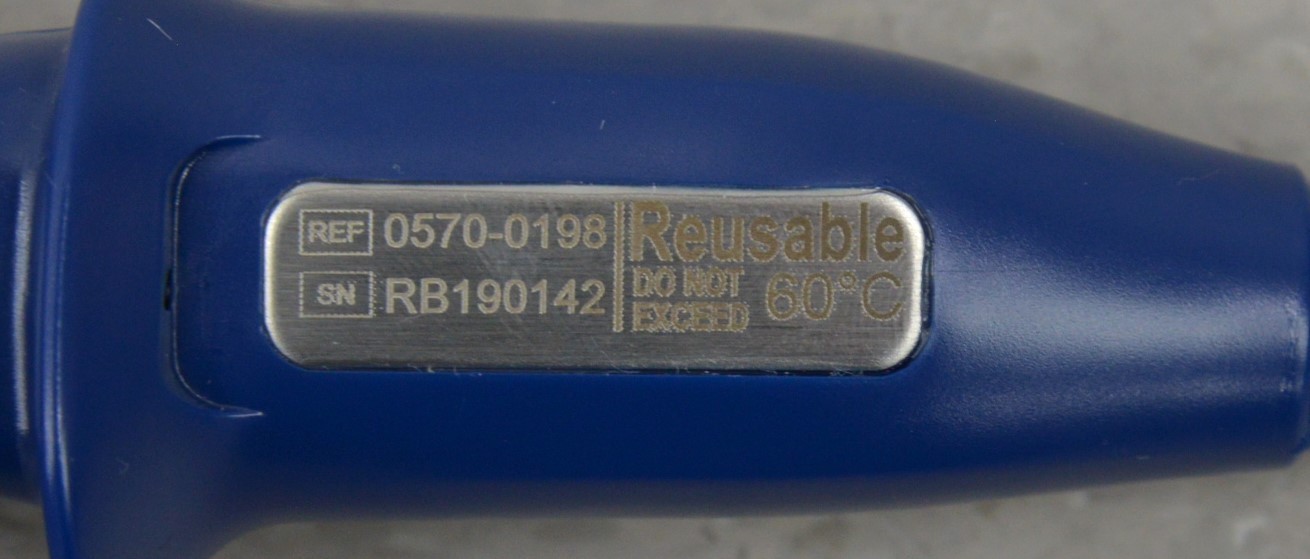 REF 0570-0198
SN RB190142
Reusable
DO NOT EXCEED 60°C